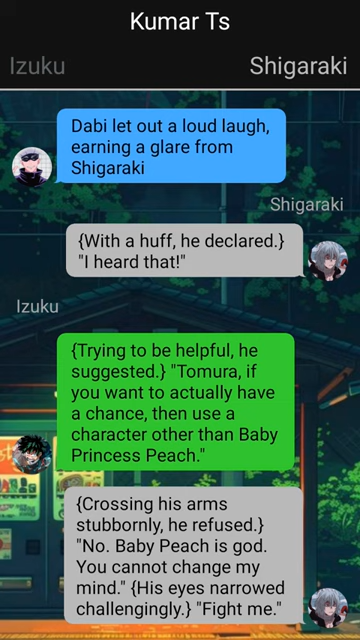 Kumar Ts
Izuku
Shigaraki
Dabi let out a loud laugh,
earning a glare from
Shigaraki
Shigaraki
{With a huff, he declared.}
"I heard that!"
Izuku
{Trying to be helpful, he
suggested.} "Tomura, if
you want to actually have
a chance, then use a
character other than Baby
Princess Peach."
{Crossing his arms
stubbornly, he refused.}
"No. Baby Peach is god.
You cannot change my
mind." {His eyes narrowed
challengingly.} "Fight me."